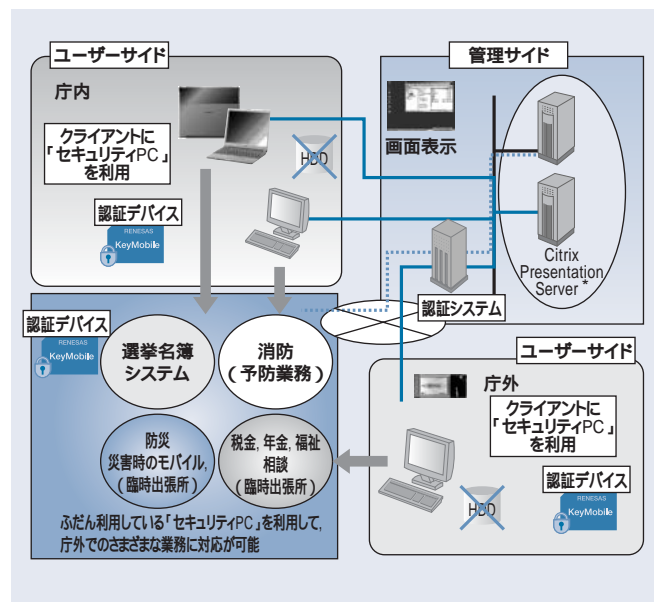 ユーザーサイド
庁内
クライアントに
「セキュリティPC」
を利用
HDD
認証デバイス
RENESAS
KeyMobile
管理サイド
画面表示
Citrix
Presentation
Server *
認証システム
認証デバイス
RENESAS
KeyMobile
選挙名簿
システム
消防
(予防業務)
防災
災害時のモバイル,
(臨時出張所)
税金, 年金, 福祉
相談
(臨時出張所)
ふだん利用している「セキュリティPC」を利用して,
庁外でのさまざまな業務に対応が可能
ユーザーサイド
庁外
クライアントに
「セキュリティPC」
を利用
HDD
認証デバイス
RENESAS
KeyMobile